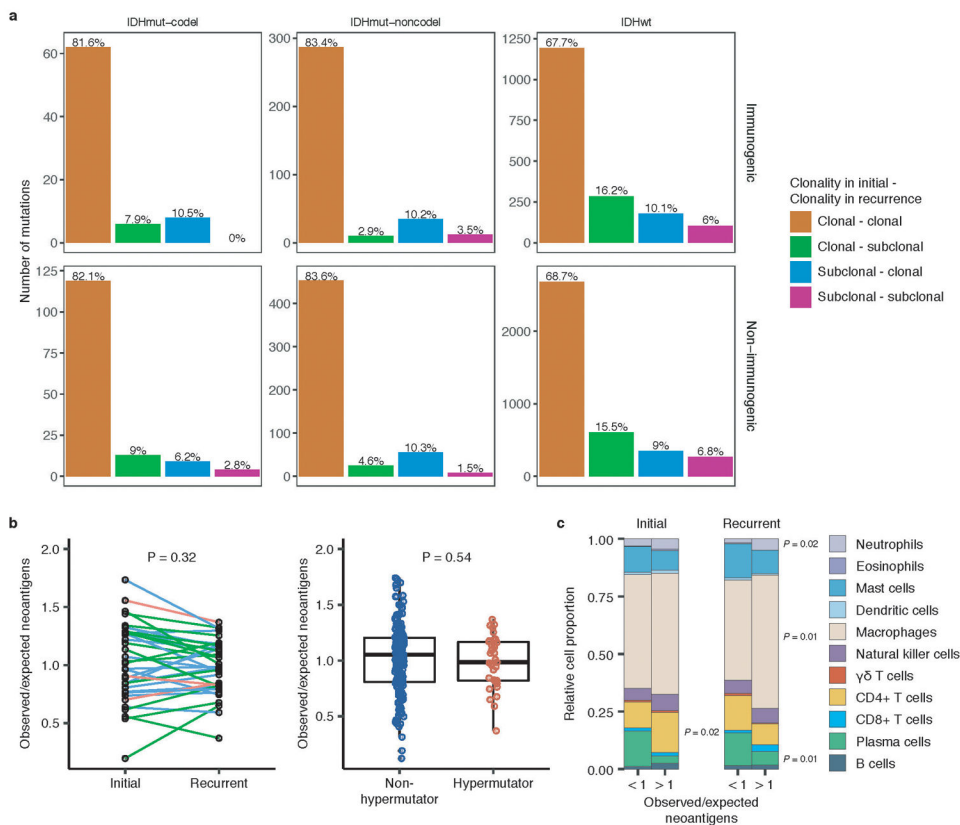 a
IDHmut−codel
IDHmut−noncodel
IDHwt
Number of mutations
60
40
20
0
81.6%
7.9%
10.5%
0%
300
200
100
0
83.4%
2.9%
10.2%
3.5%
1250
1000
750
500
250
0
67.7%
16.2%
10.1%
6%
Immunogenic
125
100
75
50
25
0
82.1%
9%
6.2%
2.8%
400
300
200
100
0
83.6%
4.6%
10.3%
1.5%
2000
1000
0
68.7%
15.5%
9%
6.8%
Non−immunogenic
Clonality in initial -
Clonality in recurrence
Clonal - clonal
Clonal - subclonal
Subclonal - clonal
Subclonal - subclonal
b
Observed/expected neoantigens
2.0
1.5
1.0
0.5
P = 0.32
Initial
Recurrent
Observed/expected neoantigens
2.0
1.5
1.0
0.5
P = 0.54
Non-
hypermutator
Hypermutator
c
Initial
Recurrent
Relative cell proportion
1.00
0.75
0.50
0.25
0.00
P = 0.02
P = 0.02
P = 0.01
P = 0.01
< 1
> 1
< 1
> 1
Observed/expected
neoantigens
Neutrophils
Eosinophils
Mast cells
Dendritic cells
Macrophages
Natural killer cells
γδ T cells
CD4+ T cells
CD8+ T cells
Plasma cells
B cells